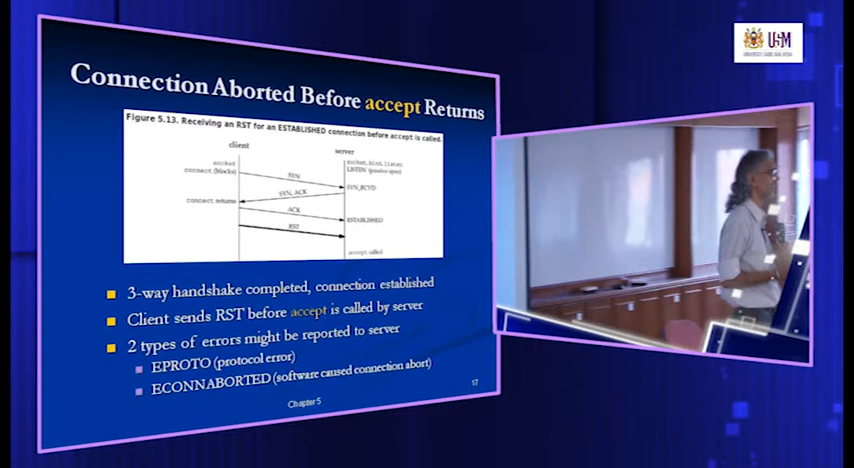 Connection Aborted Before accept Returns
Figure 5.13. Receiving an RST for an ESTABLISHED connection before accept is called.
client
server
socket
connect (blocks)
socket, bind, listen
LISTEN (passive open)
SYN
SYN_RCVD
SYN, ACK
connect returns
ACK
ESTABLISHED
RST
accept called
3-way handshake completed, connection established
Client sends RST before accept is called by server
2 types of errors might be reported to server
EPROTO (protocol error)
ECONNABORTED (software caused connection abort)
Chapter 5
17
USM
UNIVERSITI SAINS MALAYSIA